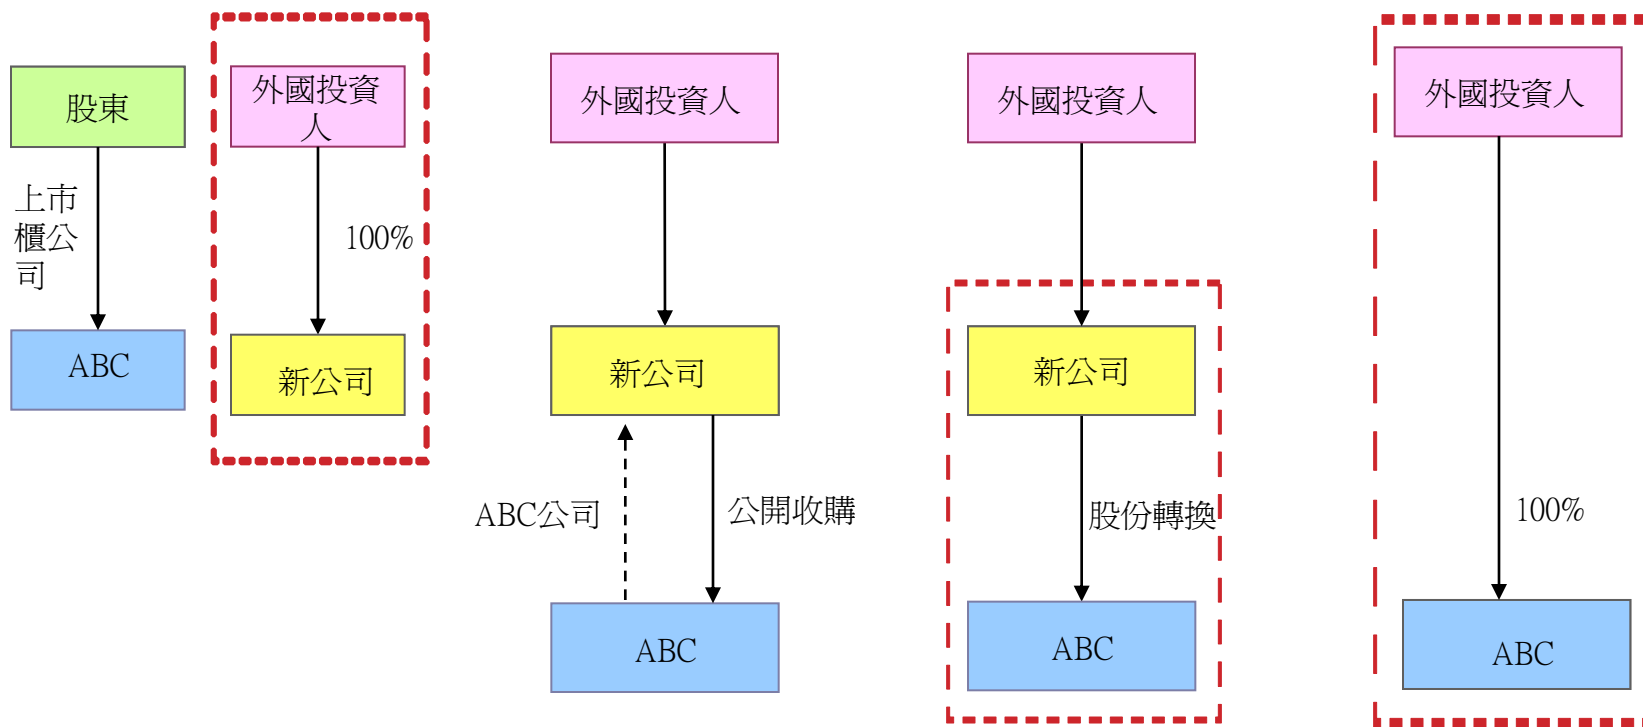 股東
上市
櫃公
司
ABC
外國投資
人
100%
新公司
外國投資人
新公司
ABC公司
公開收購
ABC
外國投資人
新公司
股份轉換
ABC
外國投資人
100%
ABC